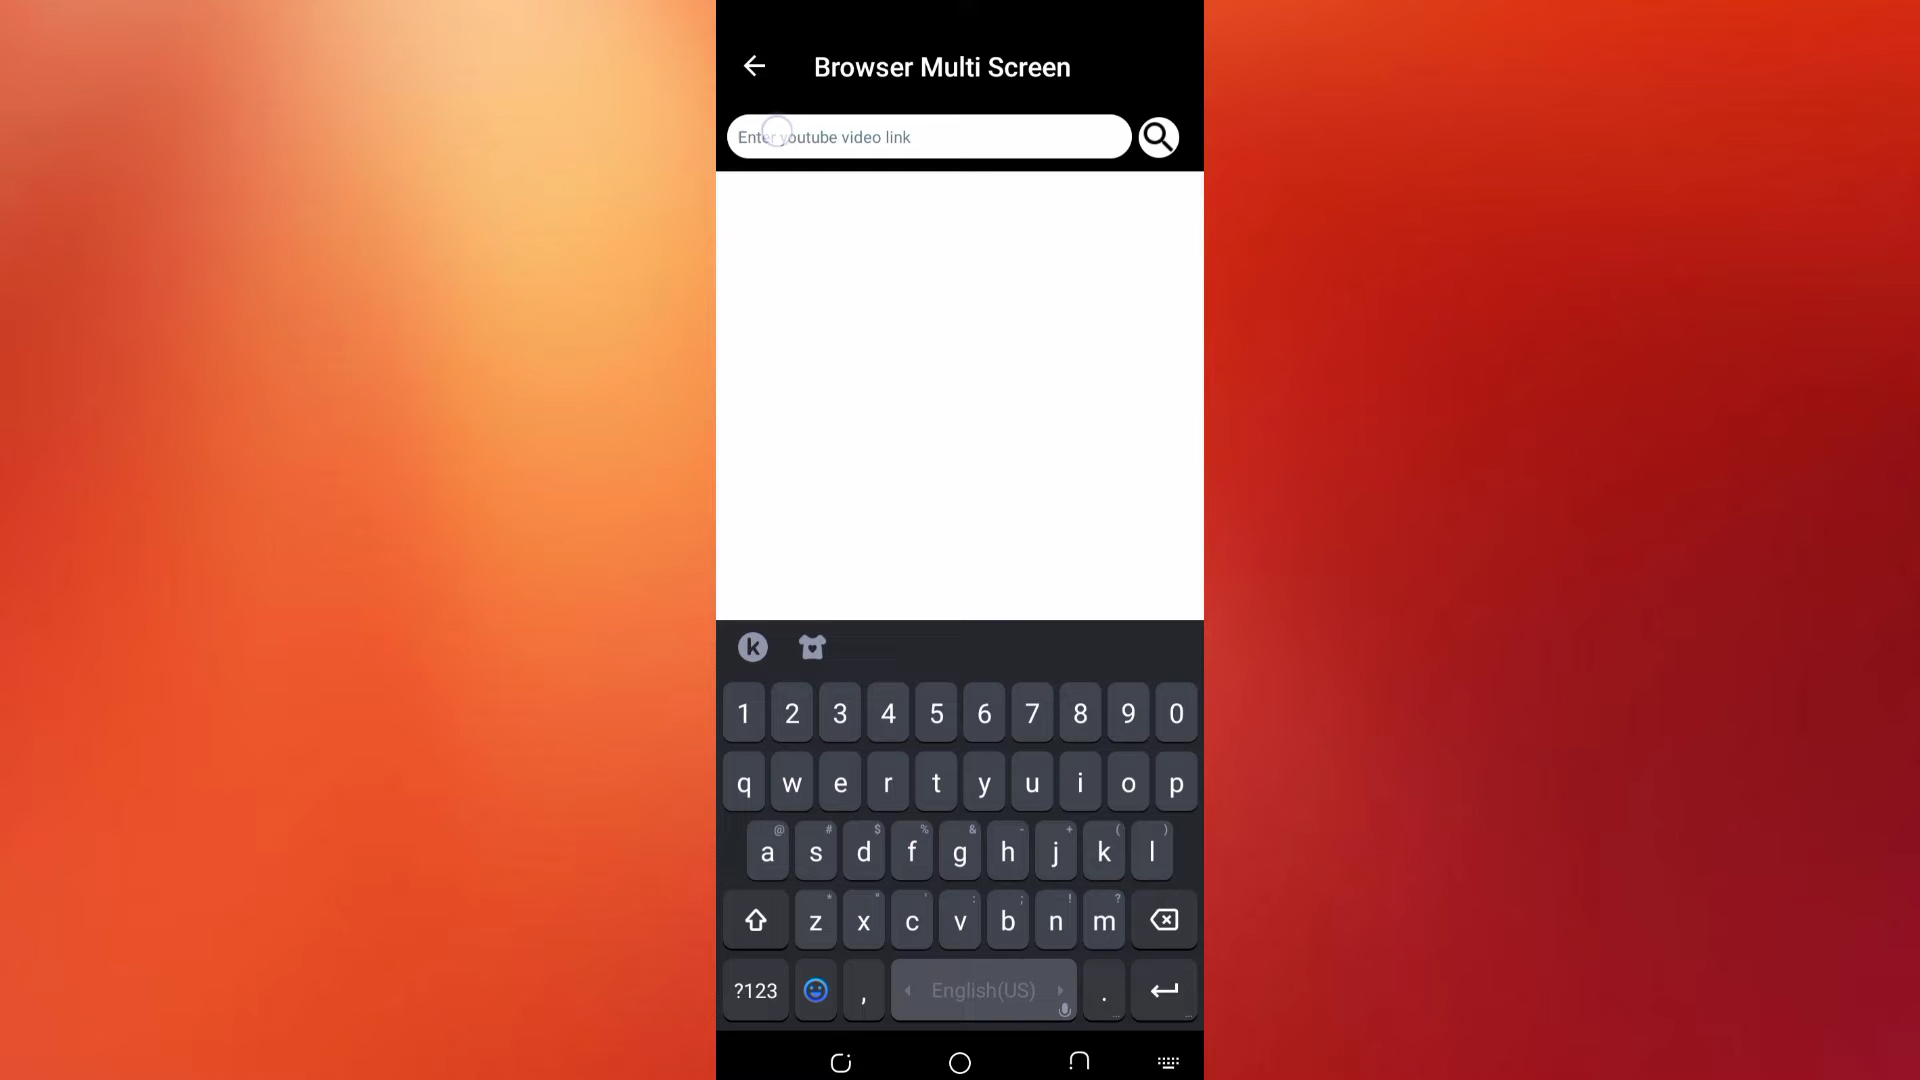 Browser Multi Screen
Enter youtube video link
k
1 2 3 4 5 6 7 8 9 0
q w e r t y u i o p
@ # $ % & - + ( )
a s d f g h j k l
* " ' : ; ! ?
z x c v b n m
?123 , English(US) .
... ...